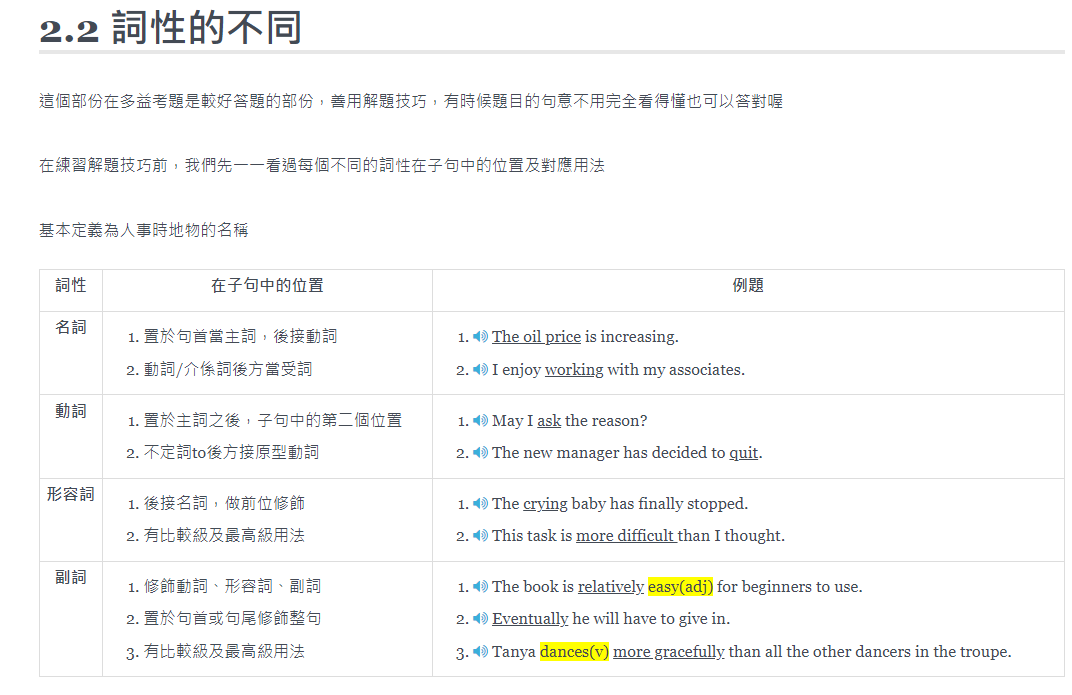 2.2 詞性的不同
這個部份在多益考題是較好答題的部份，善用解題技巧，有時候題目的句意不用完全看得懂也可以答對喔
在練習解題技巧前，我們先一一看過每個不同的詞性在子句中的位置及對應用法
基本定義為人事時地物的名稱
詞性 在子句中的位置 例題
名詞
1. 置於句首當主詞，後接動詞
2. 動詞/介係詞後方當受詞
1. The oil price is increasing.
2. I enjoy working with my associates.
動詞
1. 置於主詞之後，子句中的第二個位置
2. 不定詞to後方接原型動詞
1. May I ask the reason?
2. The new manager has decided to quit.
形容詞
1. 後接名詞，做前位修飾
2. 有比較級及最高級用法
1. The crying baby has finally stopped.
2. This task is more difficult than I thought.
副詞
1. 修飾動詞、形容詞、副詞
2. 置於句首或句尾修飾整句
3. 有比較級及最高級用法
1. The book is relatively easy(adj) for beginners to use.
2. Eventually he will have to give in.
3. Tanya dances(v) more gracefully than all the other dancers in the troupe.